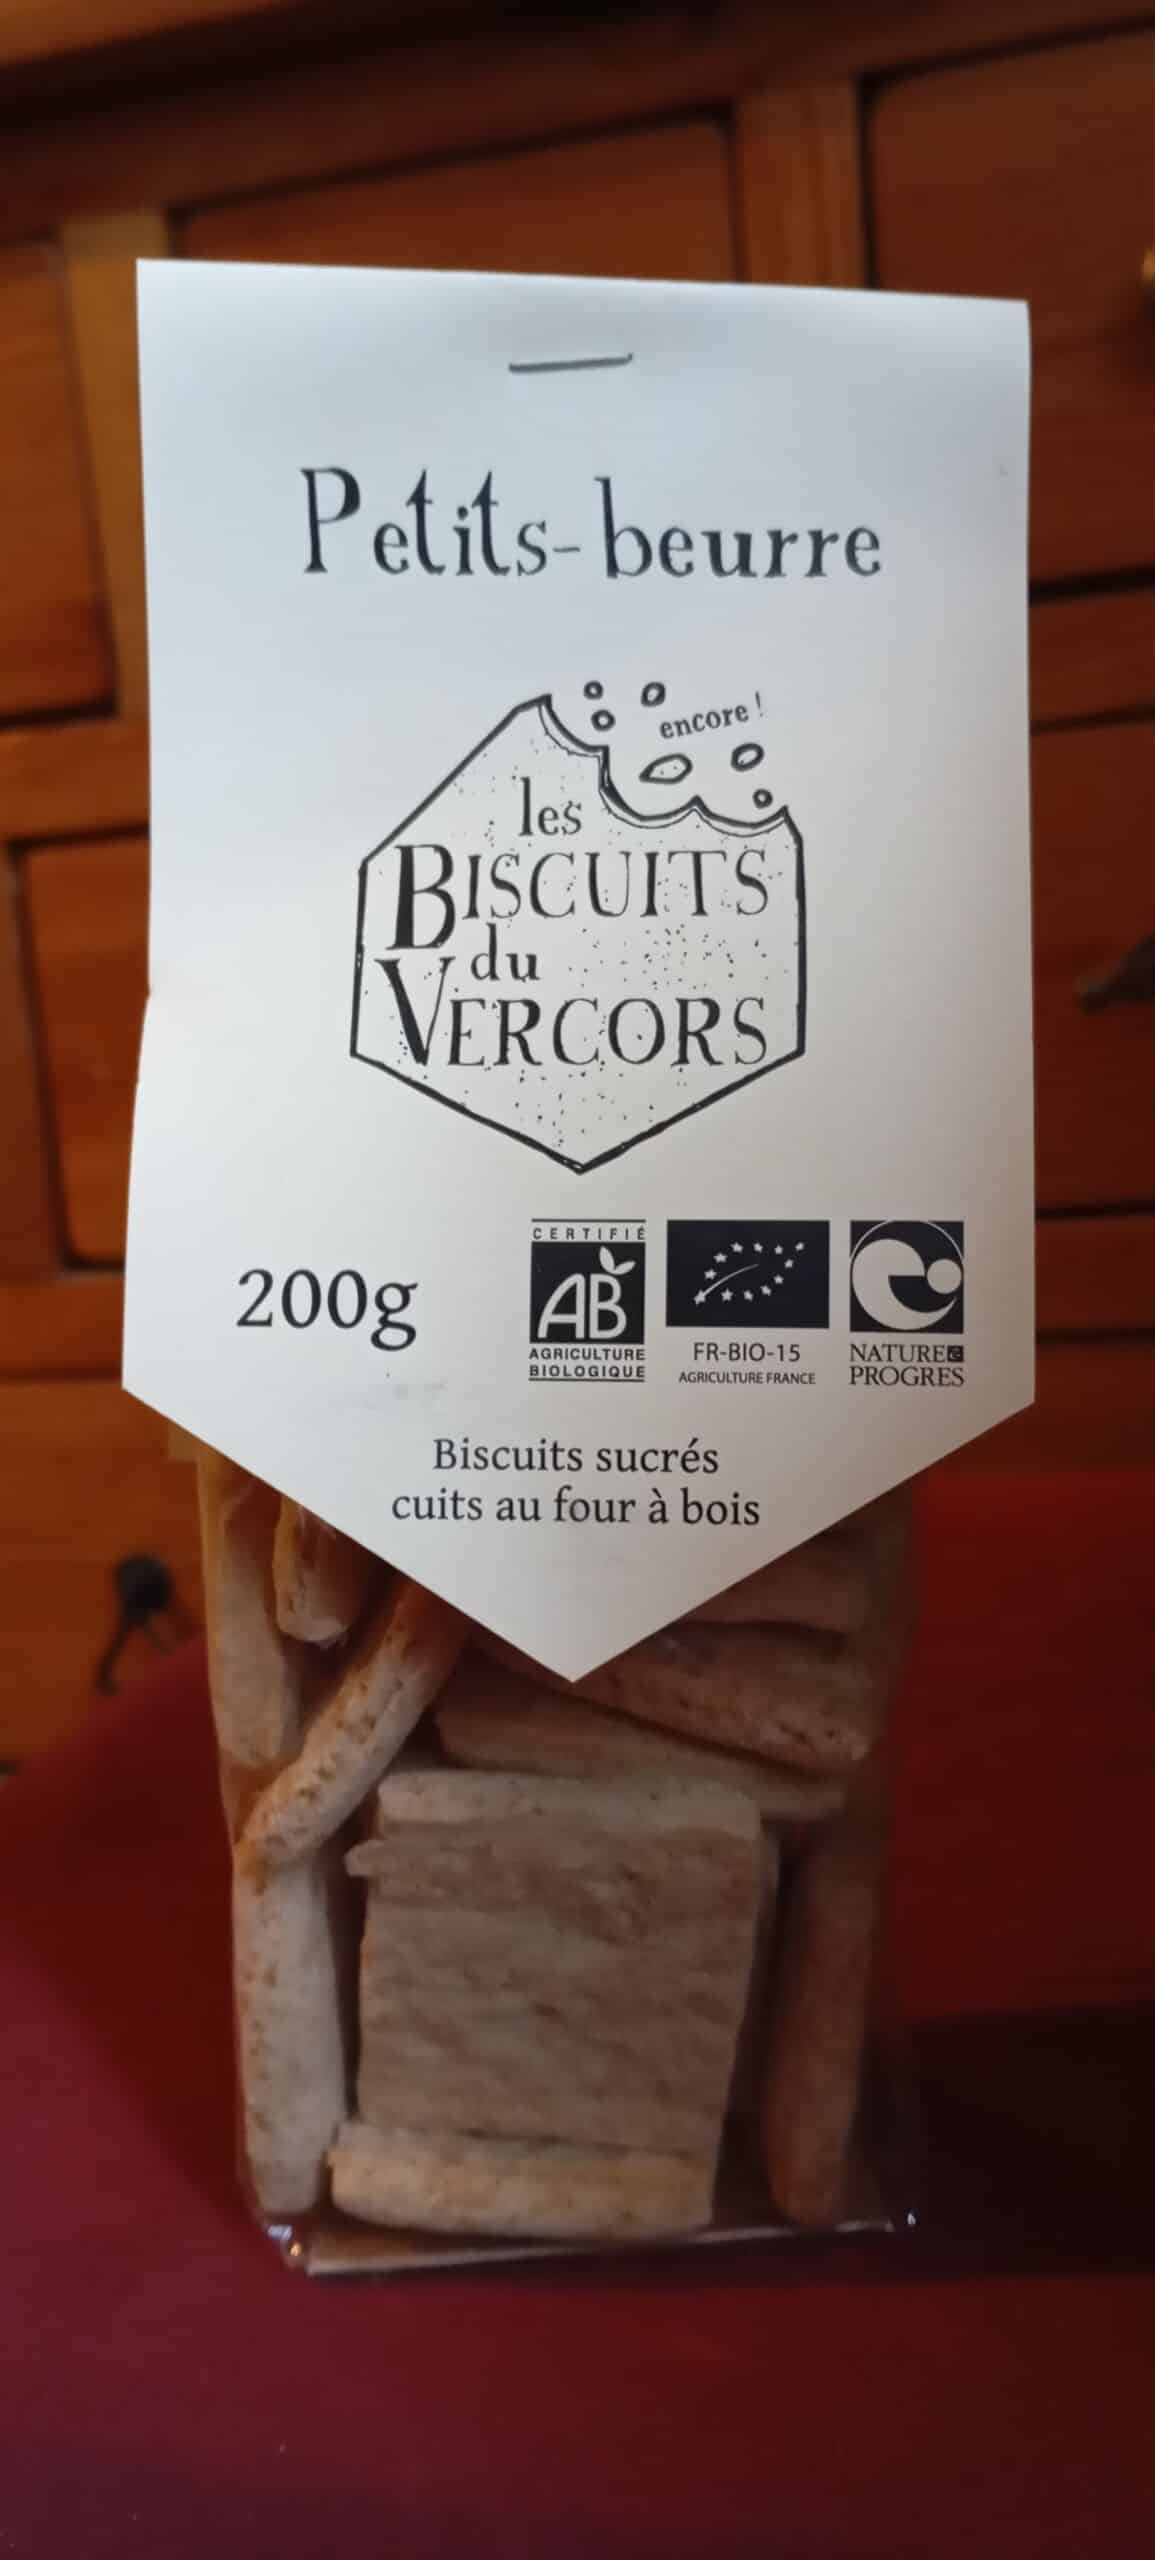 Petits-beurre
encore !
les
BISCUITS
du
VERCORS
200g
CERTIFIÉ
AB
AGRICULTURE
BIOLOGIQUE
FR-BIO-15
AGRICULTURE FRANCE
NATURE &
PROGRES
Biscuits sucrés
cuits au four à bois